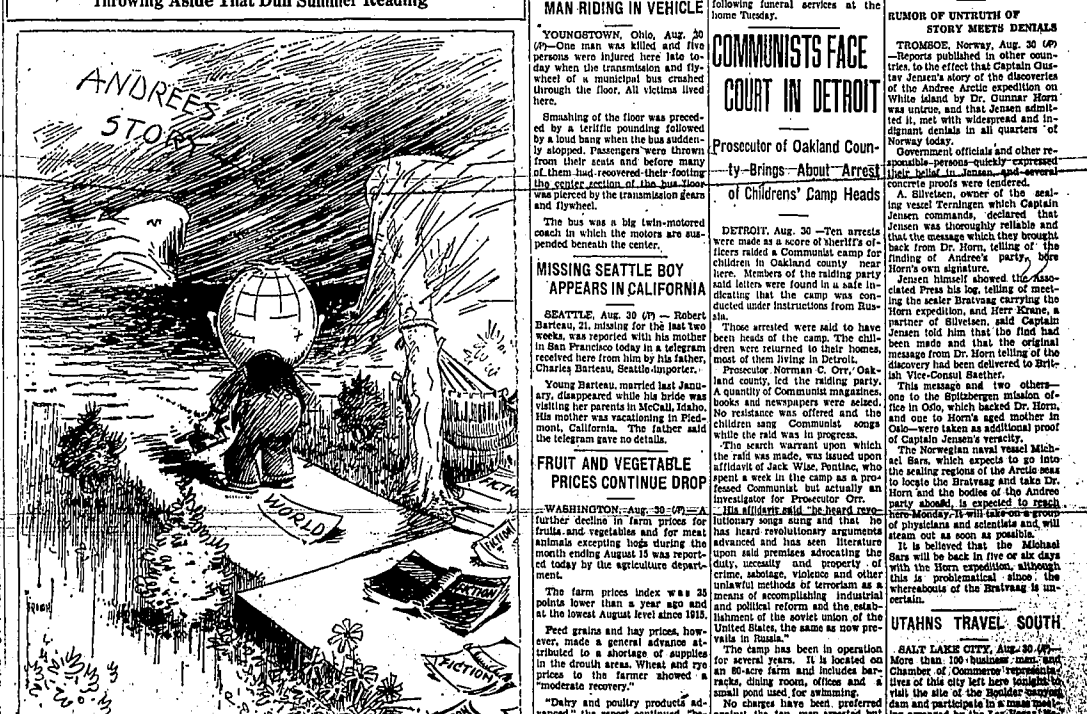 Throwing Aside That Dull Summer Reading
ANDREE'S
STORY
WORLD
FICTION
FICTION
FICTION
FICTION
MAN RIDING IN VEHICLE
YOUNGSTOWN, Ohio, Aug. 30
(AP)—One man was killed and five
persons were injured here late to-
day when the transmission and fly-
wheel of a municipal bus crashed
through the floor. All victims lived
here.
Smashing of the floor was preced-
ed by a terific pounding followed
by a loud bang when the bus sudden-
ly stopped. Passengers were thrown
from their seats and before many
of them had recovered their footing
the center section of the bus floor
was pierced by the transmission gears
and flywheel.
The bus was a big twin-motored
coach in which the motors are sus-
pended beneath the center.
MISSING SEATTLE BOY
APPEARS IN CALIFORNIA
SEATTLE, Aug. 30 (AP) — Robert
Barteau, 21, missing for the last two
weeks, was reported with his mother
in San Francisco today in a telegram
received here from him by his father,
Charles Barteau, Seattle importer.
Young Barteau, married last Janu-
ary, disappeared while his bride was
visiting her parents in McCall, Idaho.
His mother was vacationing in Pied-
mont, California. The father said
the telegram gave no details.
FRUIT AND VEGETABLE
PRICES CONTINUE DROP
WASHINGTON, Aug. 30 (AP)—A
further decline in farm prices for
fruits and vegetables and for meat
animals excepting hogs during the
month ending August 15 was report-
ed today by the agriculture depart-
ment.
The farm prices index was 35
points lower than a year ago and
at the lowest August level since 1915.
Feed grains and hay prices, how-
ever, made a general advance at-
tributed to a shortage of supplies
in the drouth areas. Wheat and rye
prices to the farmer showed a
"moderate recovery."
"Dairy and poultry products ad-
following funeral services at the
home Tuesday.
COMMUNISTS FACE
COURT IN DETROIT
Prosecutor of Oakland Coun-
ty Brings About Arrest
of Childrens' Camp Heads
DETROIT, Aug. 30 —Ten arrests
were made as a score of sheriff's of-
ficers raided a Communist camp for
children in Oakland county near
here. Members of the raiding party
said letters were found in a safe in-
dicating that the camp was con-
ducted under instructions from Rus-
sia.
Those arrested were said to have
been heads of the camp. The chil-
dren were returned to their homes,
most of them living in Detroit.
Prosecutor Norman C. Orr, Oak-
land county, led the raiding party.
A quantity of Communist magazines,
books and newspapers were seized.
No resistance was offered and the
children sang Communist songs
while the raid was in progress.
The search warrant upon which
the raid was made, was issued upon
affidavit of Jack Wise, Pontiac, who
spent a week in the camp as a pro-
fessed Communist but actually an
investigator for Prosecutor Orr.
His affidavit said "he heard revo-
lutionary songs sung and that he
has heard revolutionary arguments
advanced and has seen literature
upon said premises advocating the
duty, necessity and property of
crime, sabotage, violence and other
unlawful methods of terrorism as a
means of accomplishing industrial
and political reform and the estab-
lishment of the soviet union of the
United States, the same as now pre-
vails in Russia."
The camp has been in operation
for several years. It is located on
an 80-acre farm and includes bar-
racks, dining room, offices and a
small pond used for swimming.
No charges have been preferred
RUMOR OF UNTRUTH OF
STORY MEETS DENIALS
TROMSOE, Norway, Aug. 30 (AP)
—Reports published in other coun-
tries, to the effect that Captain Gus-
tav Jensen's story of the discoveries
of the Andree Arctic expedition on
White island by Dr. Gunnar Horn
was untrue, and that Jensen admit-
ted it, met with widespread and in-
dignant denials in all quarters of
Norway today.
Government officials and other re-
sponsible persons quickly expressed
their belief in Jensen, and several
concrete proofs were tendered.
A. Silvelsen, owner of the seal-
ing vessel Terningen which Captain
Jensen commands, declared that
Jensen was thoroughly reliable and
that the message which they brought
back from Dr. Horn, telling of the
finding of Andree's party, bore
Horn's own signature.
Jensen himself showed the Asso-
ciated Press his log, telling of meet-
ing the sealer Bratvaag carrying the
Horn expedition, and Herr Krane, a
partner of Silvelsen, said Captain
Jensen told him that the find had
been made and that the original
message from Dr. Horn telling of the
discovery had been delivered to Brit-
ish Vice-Consul Saether.
This message and two others—
one to the Spitzbergen mission of-
fice in Oslo, which backed Dr. Horn,
and one to Horn's aged mother in
Oslo—were taken as additional proof
of Captain Jensen's veracity.
The Norwegian naval vessel Mich-
ael Sars, which expects to go into
the sealing regions of the Arctic seas
to locate the Bratvaag and take Dr.
Horn and the bodies of the Andree
party aboard, is expected to reach
here Monday. It will take on a group
of physicians and scientists and will
steam out as soon as possible.
It is believed that the Michael
Sars will be back in five or six days
with the Horn expedition, although
this is problematical since the
whereabouts of the Bratvaag is un-
certain.
UTAHNS TRAVEL SOUTH
SALT LAKE CITY, Aug. 30 (AP)—
More than 100 business men and
Chamber of Commerce representa-
tives of this city left here tonight to
visit the site of the Boulder canyon
dam and participate in a mass meet-